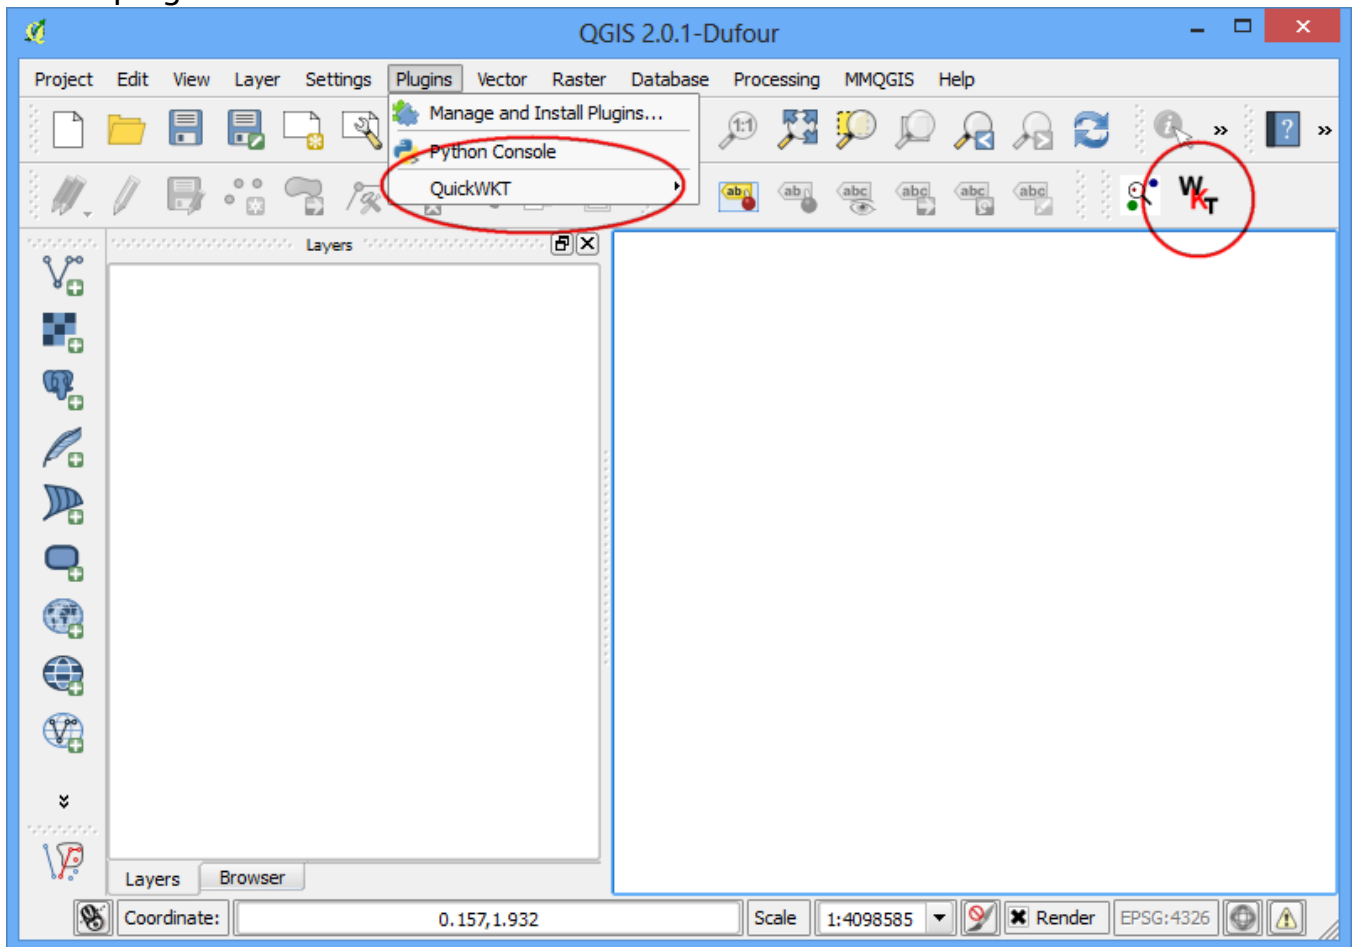 QGIS 2.0.1-Dufour
Project Edit View Layer Settings Plugins Vector Raster Database Processing MMQGIS Help
Manage and Install Plugins...
1:1
?
Python Console
QuickWKT
ab
ab
abc
abc
abc
abc
WKT
Layers
Layers Browser
Coordinate: 0.157,1.932 Scale 1:4098585 Render EPSG:4326